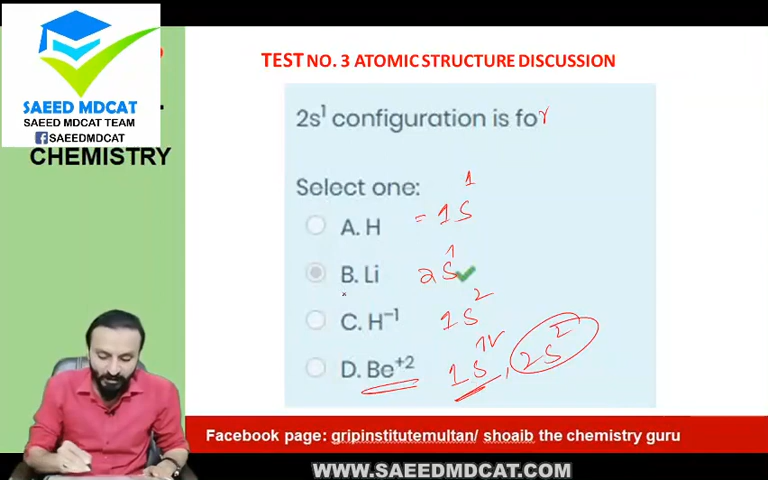 SAEED MDCAT
SAEED MDCAT TEAM
SAEEDMDCAT
CHEMISTRY
TEST NO. 3 ATOMIC STRUCTURE DISCUSSION
2s¹ configuration is for
Select one:
A. H = 1s¹
B. Li 2s¹
C. H⁻¹ 1s²
D. Be⁺² 1s², 2s²
Facebook page: gripinstitutemultan/ shoaib the chemistry guru
WWW.SAEEDMDCAT.COM